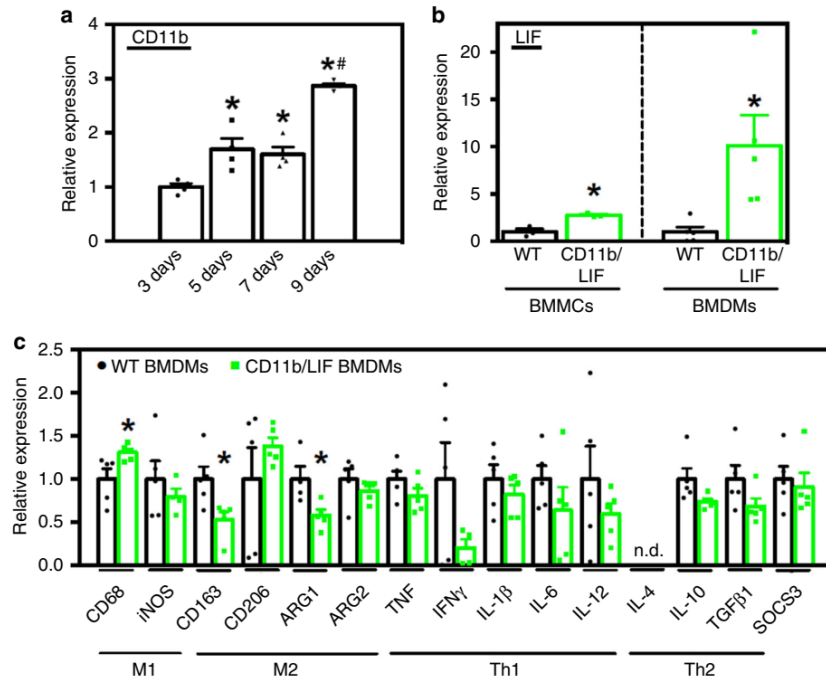 a
CD11b
Relative expression
4
3
2
1
0
*
*
*#
3 days
5 days
7 days
9 days
b
LIF
Relative expression
20
15
10
5
0
*
*
WT
CD11b/
LIF
WT
CD11b/
LIF
BMMCs
BMDMs
c
WT BMDMs
CD11b/LIF BMDMs
Relative expression
2.5
2.0
1.5
1.0
0.5
0.0
*
*
*
n.d.
CD68
iNOS
CD163
CD206
ARG1
ARG2
TNF
IFNγ
IL-1β
IL-6
IL-12
IL-4
IL-10
TGFβ1
SOCS3
M1
M2
Th1
Th2